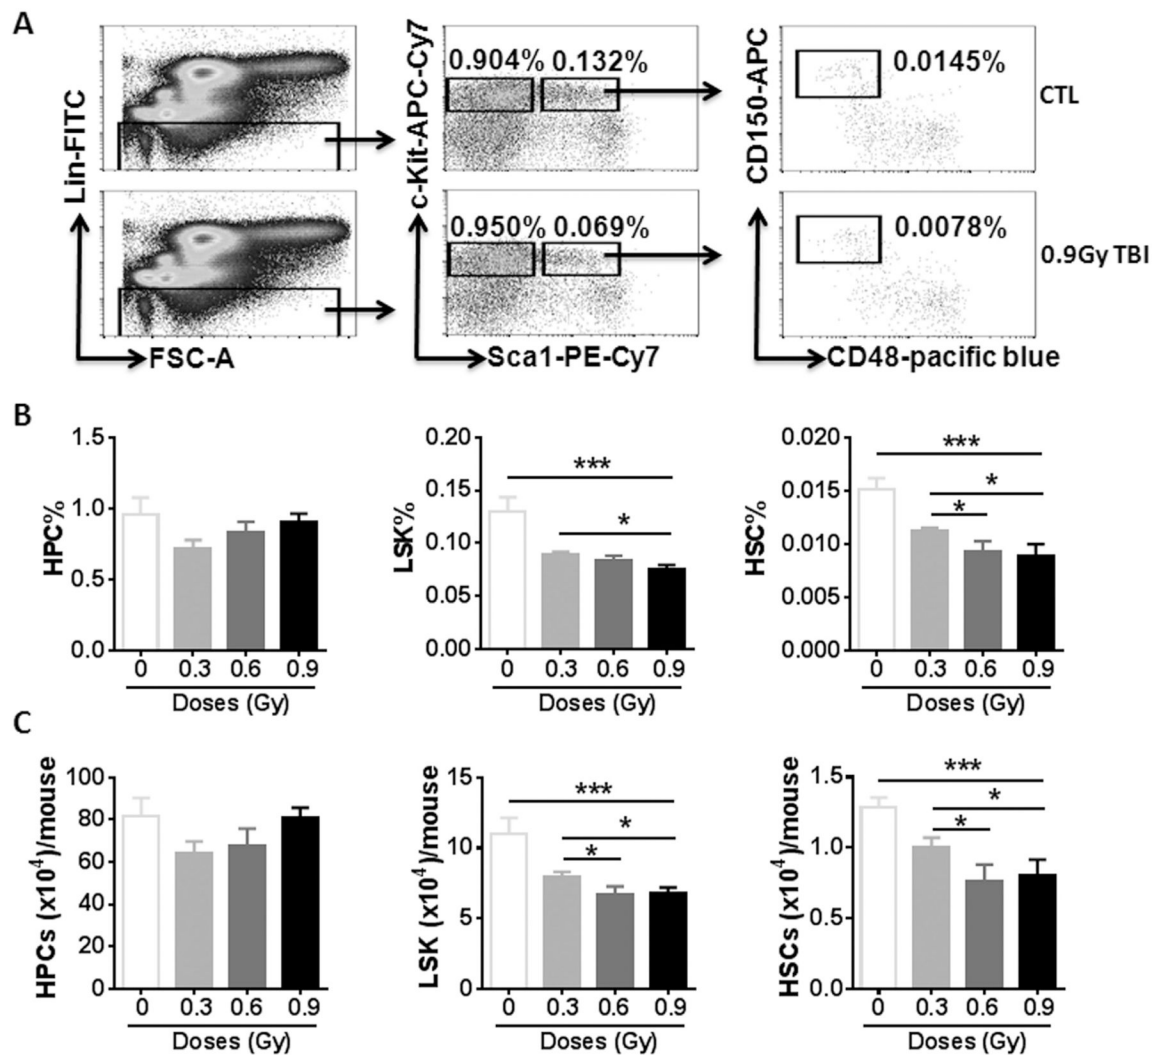 A
Lin-FITC
FSC-A
c-Kit-APC-Cy7
0.904% 0.132%
0.950% 0.069%
Sca1-PE-Cy7
CD150-APC
0.0145%
CTL
0.0078%
0.9Gy TBI
CD48-pacific blue
B
HPC%
1.5
1.0
0.5
0.0
0 0.3 0.6 0.9
Doses (Gy)
LSK%
0.20
0.15
0.10
0.05
0.00
***
*
0 0.3 0.6 0.9
Doses (Gy)
HSC%
0.020
0.015
0.010
0.005
0.000
***
*
*
0 0.3 0.6 0.9
Doses (Gy)
C
HPCs (x10⁴)/mouse
100
80
60
40
20
0
0 0.3 0.6 0.9
Doses (Gy)
LSK (x10⁴)/mouse
15
10
5
0
***
*
*
0 0.3 0.6 0.9
Doses (Gy)
HSCs (x10⁴)/mouse
1.5
1.0
0.5
0.0
***
*
*
0 0.3 0.6 0.9
Doses (Gy)